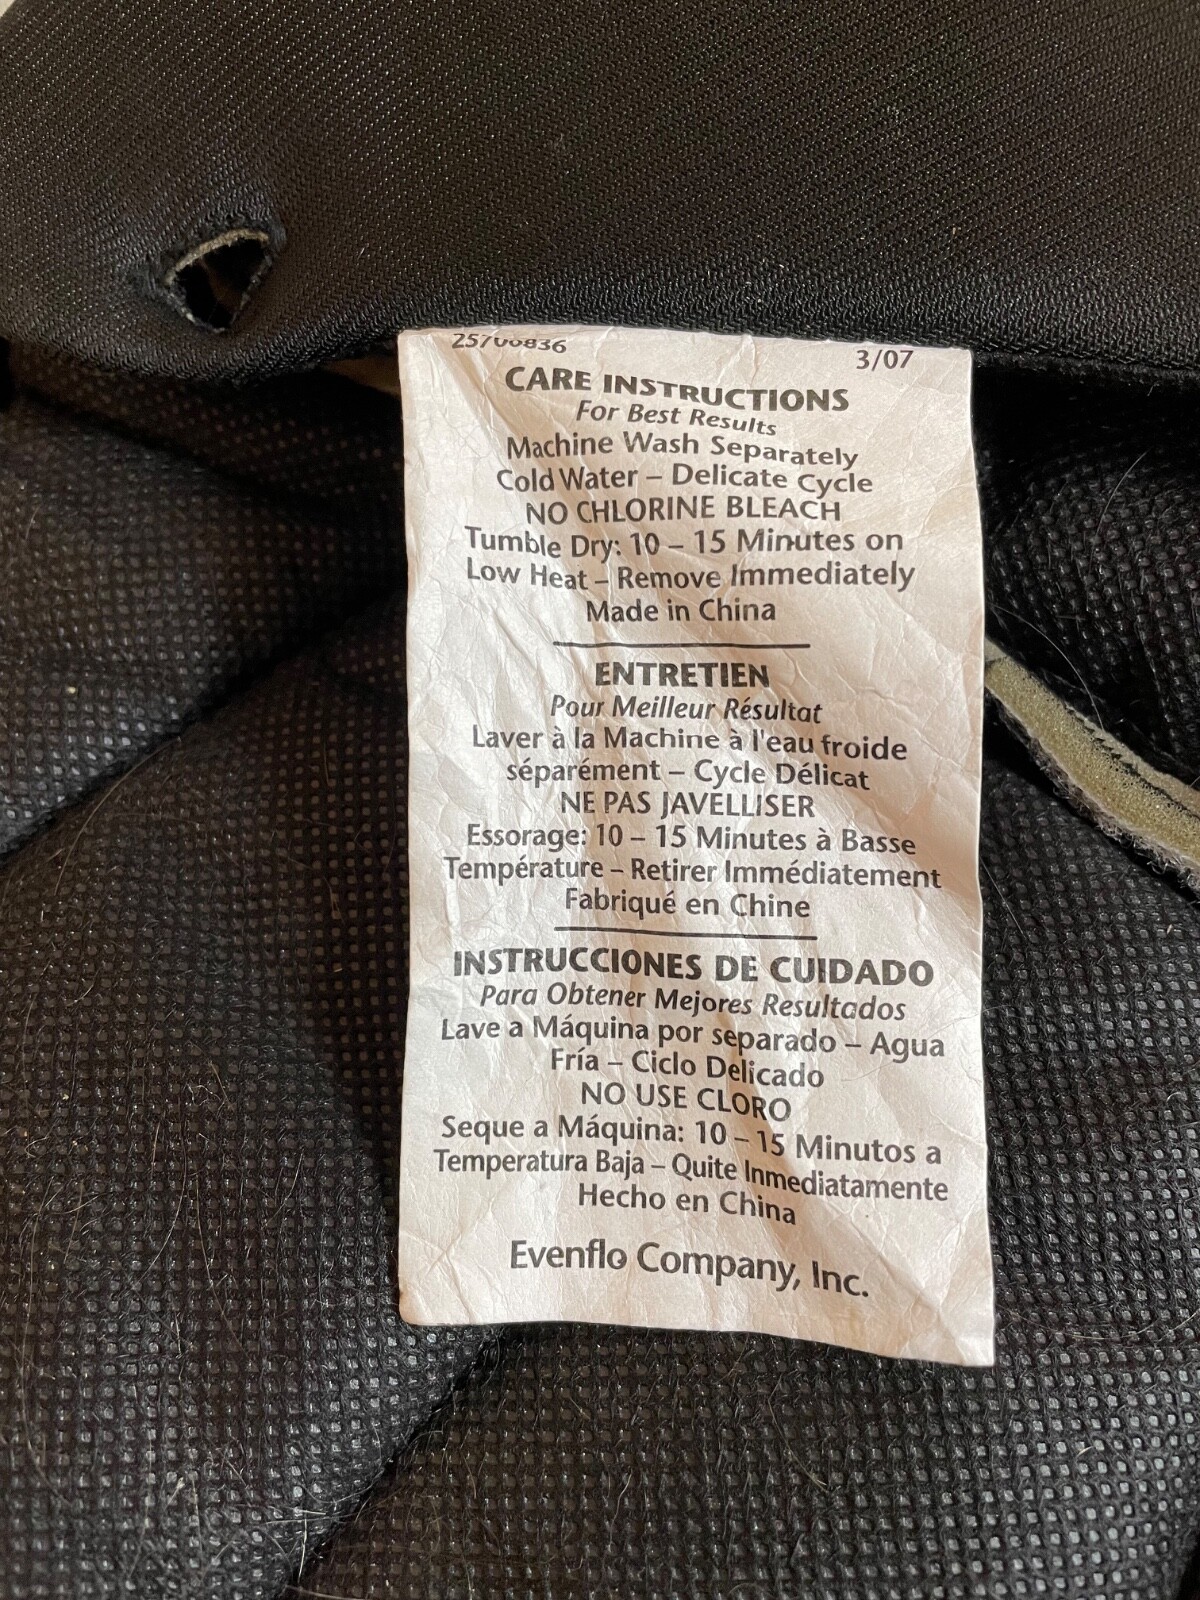 25700836 3/07
CARE INSTRUCTIONS
For Best Results
Machine Wash Separately
Cold Water – Delicate Cycle
NO CHLORINE BLEACH
Tumble Dry: 10 – 15 Minutes on
Low Heat – Remove Immediately
Made in China
ENTRETIEN
Pour Meilleur Résultat
Laver à la Machine à l'eau froide
séparément – Cycle Délicat
NE PAS JAVELLISER
Essorage: 10 – 15 Minutes à Basse
Température – Retirer Immédiatement
Fabriqué en Chine
INSTRUCCIONES DE CUIDADO
Para Obtener Mejores Resultados
Lave a Máquina por separado – Agua
Fría – Ciclo Delicado
NO USE CLORO
Seque a Máquina: 10 – 15 Minutos a
Temperatura Baja – Quite Inmediatamente
Hecho en China
Evenflo Company, Inc.